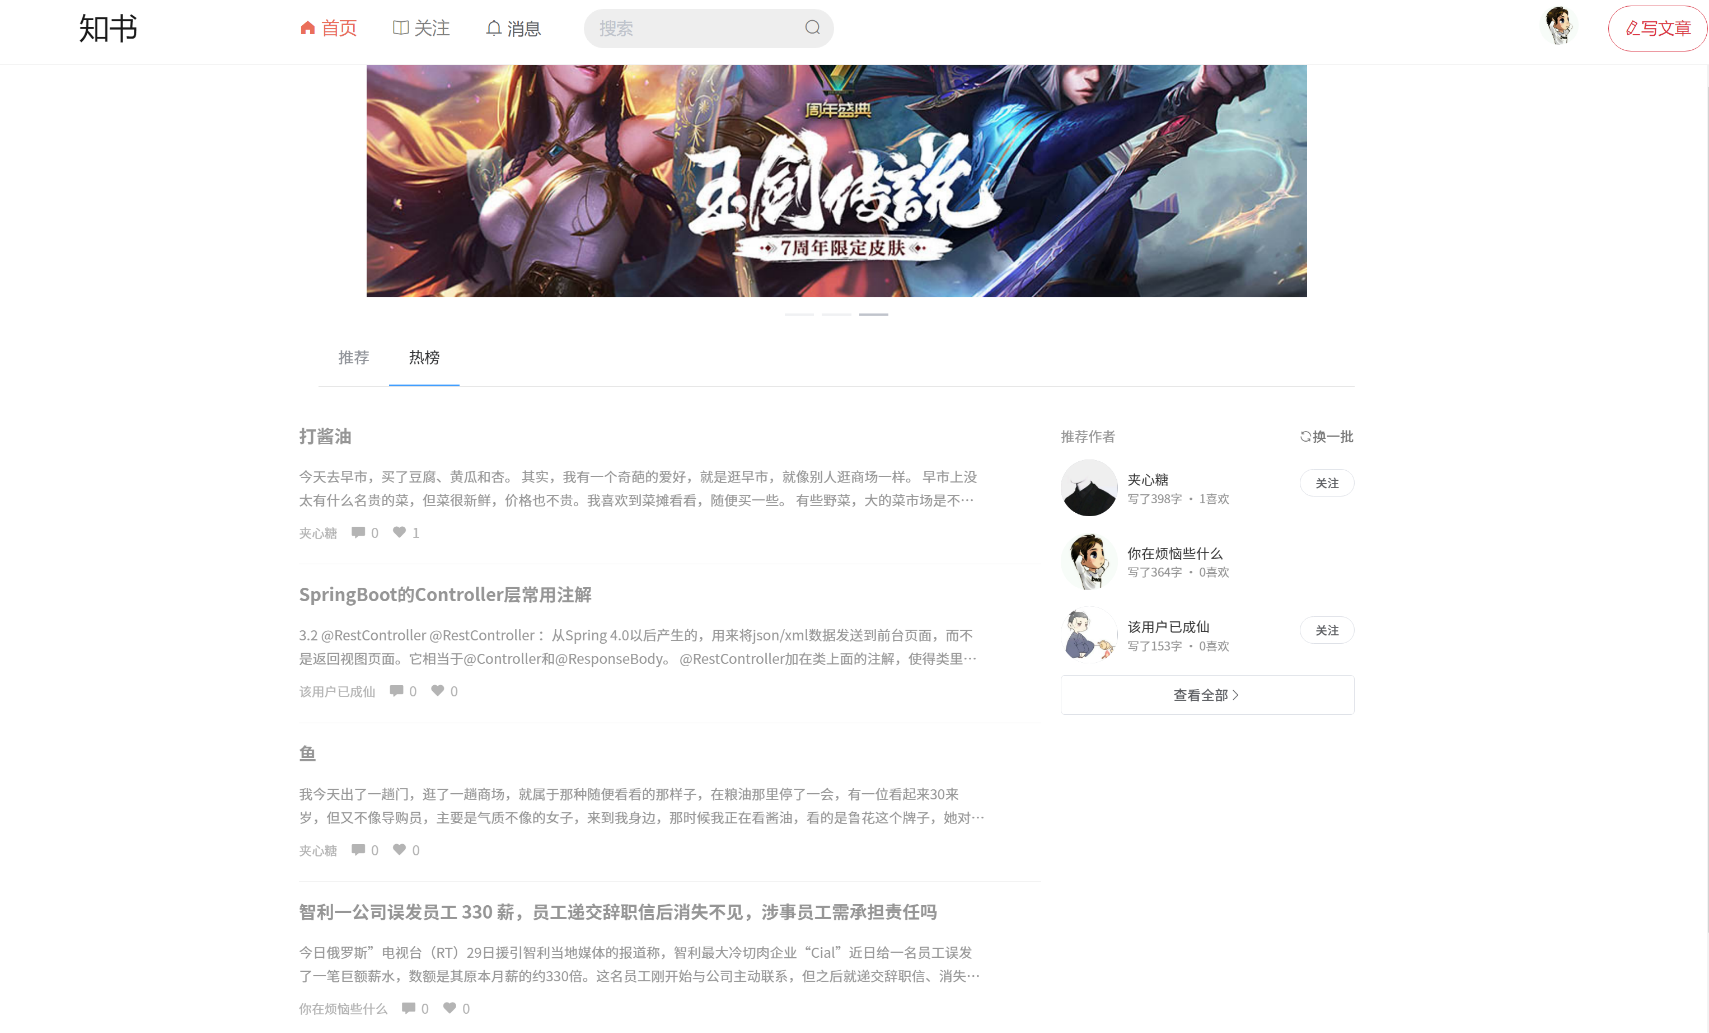 知书
首页
关注
消息
搜索
写文章
7
周年盛典
玉剑传说
7周年限定皮肤
推荐
热榜
打酱油
今天去早市，买了豆腐、黄瓜和杏。 其实，我有一个奇葩的爱好，就是逛早市，就像别人逛商场一样。 早市上没
太有什么名贵的菜，但菜很新鲜，价格也不贵。我喜欢到菜摊看看，随便买一些。 有些野菜，大的菜市场是不…
夹心糖 0 1
SpringBoot的Controller层常用注解
3.2 @RestController @RestController ：从Spring 4.0以后产生的，用来将json/xml数据发送到前台页面，而不
是返回视图页面。它相当于@Controller和@ResponseBody。 @RestController加在类上面的注解，使得类里…
该用户已成仙 0 0
鱼
我今天出了一趟门，逛了一趟商场，就属于那种随便看看的那样子，在粮油那里停了一会，有一位看起来30来
岁，但又不像导购员，主要是气质不像的女子，来到我身边，那时候我正在看酱油，看的是鲁花这个牌子，她对…
夹心糖 0 0
智利一公司误发员工 330 薪，员工递交辞职信后消失不见，涉事员工需承担责任吗
今日俄罗斯”电视台（RT）29日援引智利当地媒体的报道称，智利最大冷切肉企业“Cial”近日给一名员工误发
了一笔巨额薪水，数额是其原本月薪的约330倍。这名员工刚开始与公司主动联系，但之后就递交辞职信、消失…
你在烦恼些什么 0 0
推荐作者
换一批
夹心糖
写了398字 · 1喜欢
关注
你在烦恼些什么
写了364字 · 0喜欢
该用户已成仙
写了153字 · 0喜欢
关注
查看全部